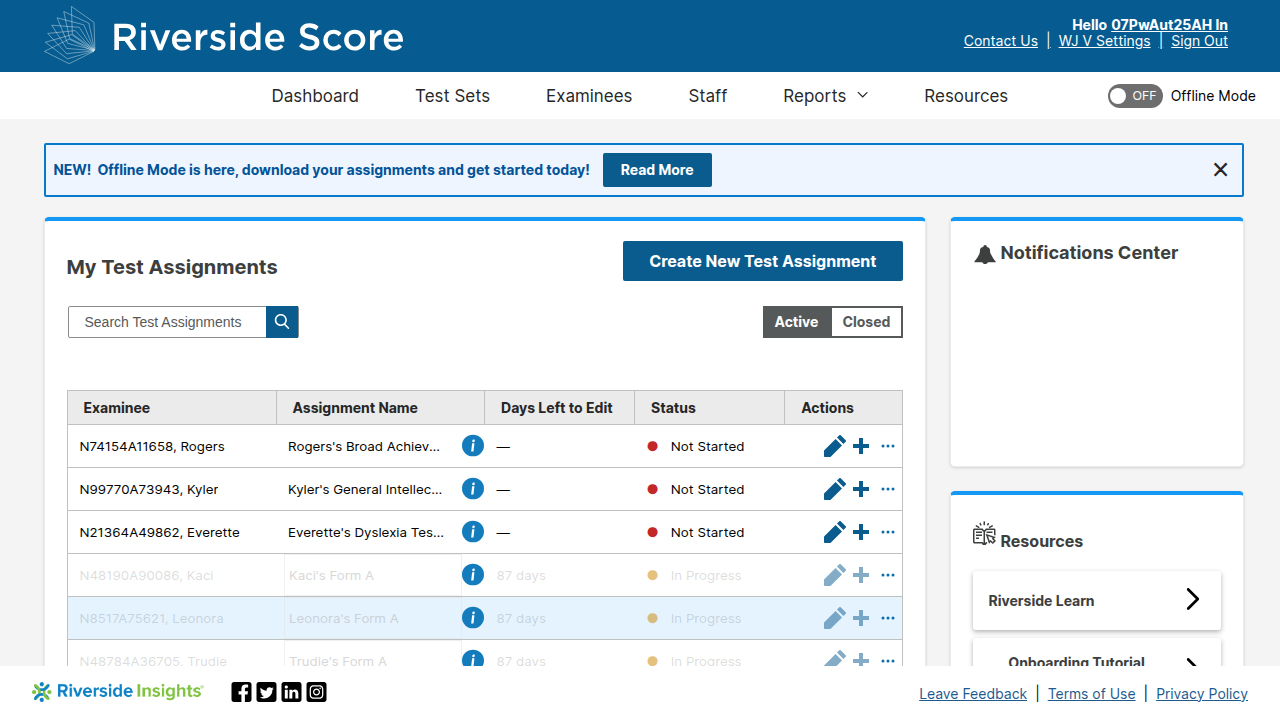 Riverside Score
Hello 07PwAut25AH In
Contact Us | WJ V Settings | Sign Out
Dashboard Test Sets Examinees Staff Reports Resources OFF Offline Mode
NEW! Offline Mode is here, download your assignments and get started today! Read More
My Test Assignments
Create New Test Assignment
Search Test Assignments
Active Closed
Examinee Assignment Name Days Left to Edit Status Actions
N74154A11658, Rogers Rogers's Broad Achiev... i — Not Started ...
N99770A73943, Kyler Kyler's General Intellec... i — Not Started ...
N21364A49862, Everette Everette's Dyslexia Tes... i — Not Started ...
N48190A90086, Kaci Kaci's Form A i 87 days In Progress ...
N8517A75621, Leonora Leonora's Form A i 87 days In Progress ...
N48784A36705, Trudie Trudie's Form A i 87 days In Progress ...
Notifications Center
Resources
Riverside Learn
Onboarding Tutorial
Riverside Insights
Leave Feedback | Terms of Use | Privacy Policy